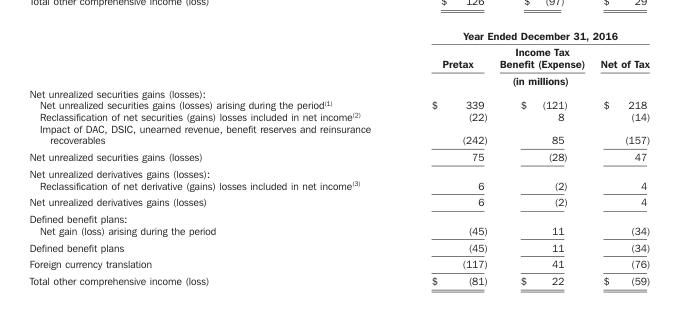 Total other comprehensive income (loss) $ 126 $ (97) $ 29
Year Ended December 31, 2016
Income Tax
Pretax Benefit (Expense) Net of Tax
(in millions)
Net unrealized securities gains (losses):
Net unrealized securities gains (losses) arising during the period(1) $ 339 $ (121) $ 218
Reclassification of net securities (gains) losses included in net income(2) (22) 8 (14)
Impact of DAC, DSIC, unearned revenue, benefit reserves and reinsurance
recoverables (242) 85 (157)
Net unrealized securities gains (losses) 75 (28) 47
Net unrealized derivatives gains (losses):
Reclassification of net derivative (gains) losses included in net income(3) 6 (2) 4
Net unrealized derivatives gains (losses) 6 (2) 4
Defined benefit plans:
Net gain (loss) arising during the period (45) 11 (34)
Defined benefit plans (45) 11 (34)
Foreign currency translation (117) 41 (76)
Total other comprehensive income (loss) $ (81) $ 22 $ (59)